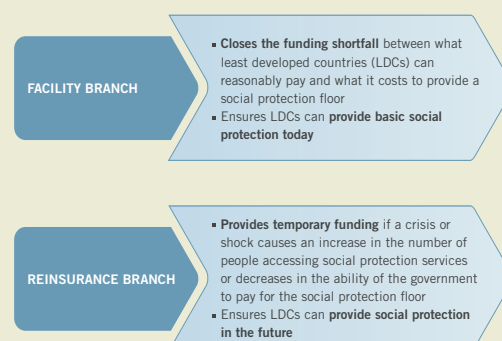 FACILITY BRANCH
▪ Closes the funding shortfall between what
least developed countries (LDCs) can
reasonably pay and what it costs to provide a
social protection floor
▪ Ensures LDCs can provide basic social
protection today
REINSURANCE BRANCH
▪ Provides temporary funding if a crisis or
shock causes an increase in the number of
people accessing social protection services
or decreases in the ability of the government
to pay for the social protection floor
▪ Ensures LDCs can provide social protection
in the future